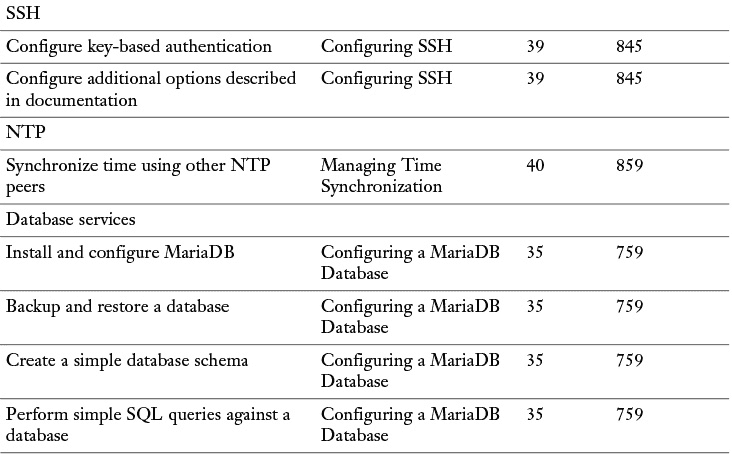 SSH
Configure key-based authentication Configuring SSH 39 845
Configure additional options described Configuring SSH 39 845
in documentation
NTP
Synchronize time using other NTP Managing Time 40 859
peers Synchronization
Database services
Install and configure MariaDB Configuring a MariaDB 35 759
Database
Backup and restore a database Configuring a MariaDB 35 759
Database
Create a simple database schema Configuring a MariaDB 35 759
Database
Perform simple SQL queries against a Configuring a MariaDB 35 759
database Database